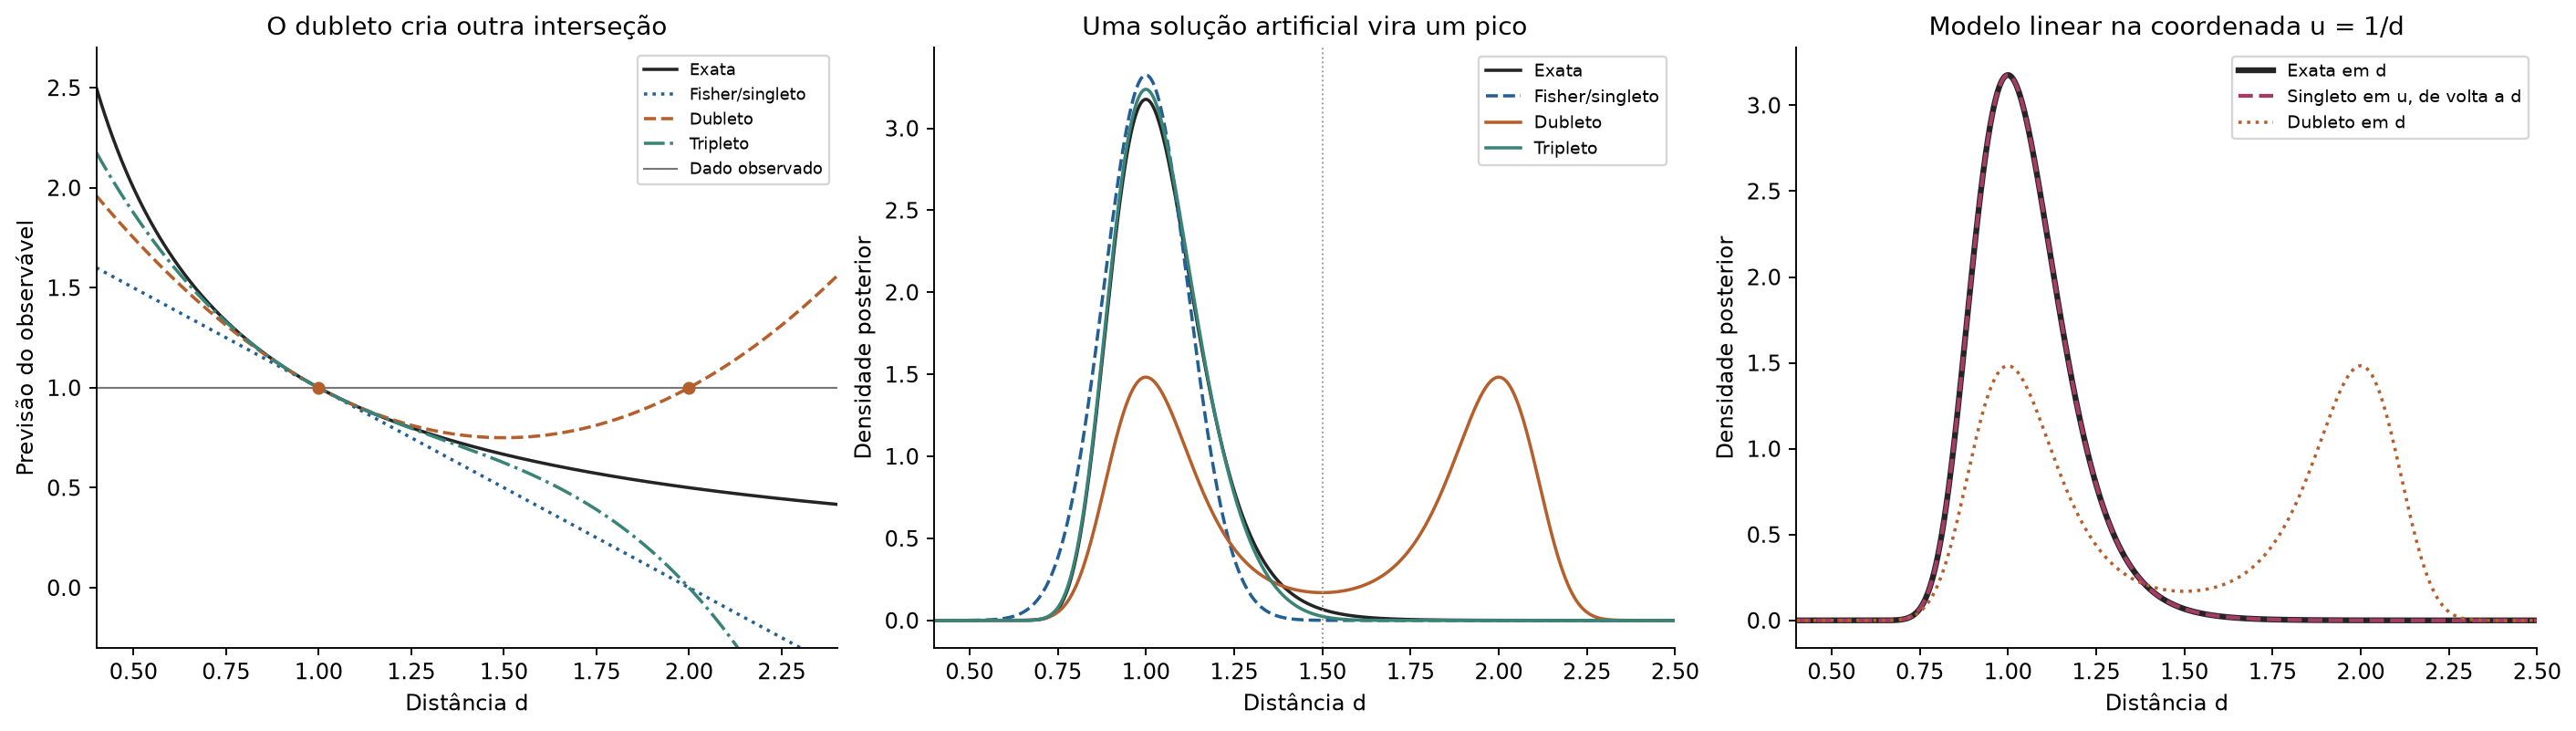 O dubleto cria outra interseção
Exata
Fisher/singleto
Dubleto
Tripleto
Dado observado
Previsão do observável
2.5
2.0
1.5
1.0
0.5
0.0
0.50 0.75 1.00 1.25 1.50 1.75 2.00 2.25
Distância d
Uma solução artificial vira um pico
Exata
Fisher/singleto
Dubleto
Tripleto
Densidade posterior
3.0
2.5
2.0
1.5
1.0
0.5
0.0
0.50 0.75 1.00 1.25 1.50 1.75 2.00 2.25 2.50
Distância d
Modelo linear na coordenada u = 1/d
Exata em d
Singleto em u, de volta a d
Dubleto em d
Densidade posterior
3.0
2.5
2.0
1.5
1.0
0.5
0.0
0.50 0.75 1.00 1.25 1.50 1.75 2.00 2.25 2.50
Distância d